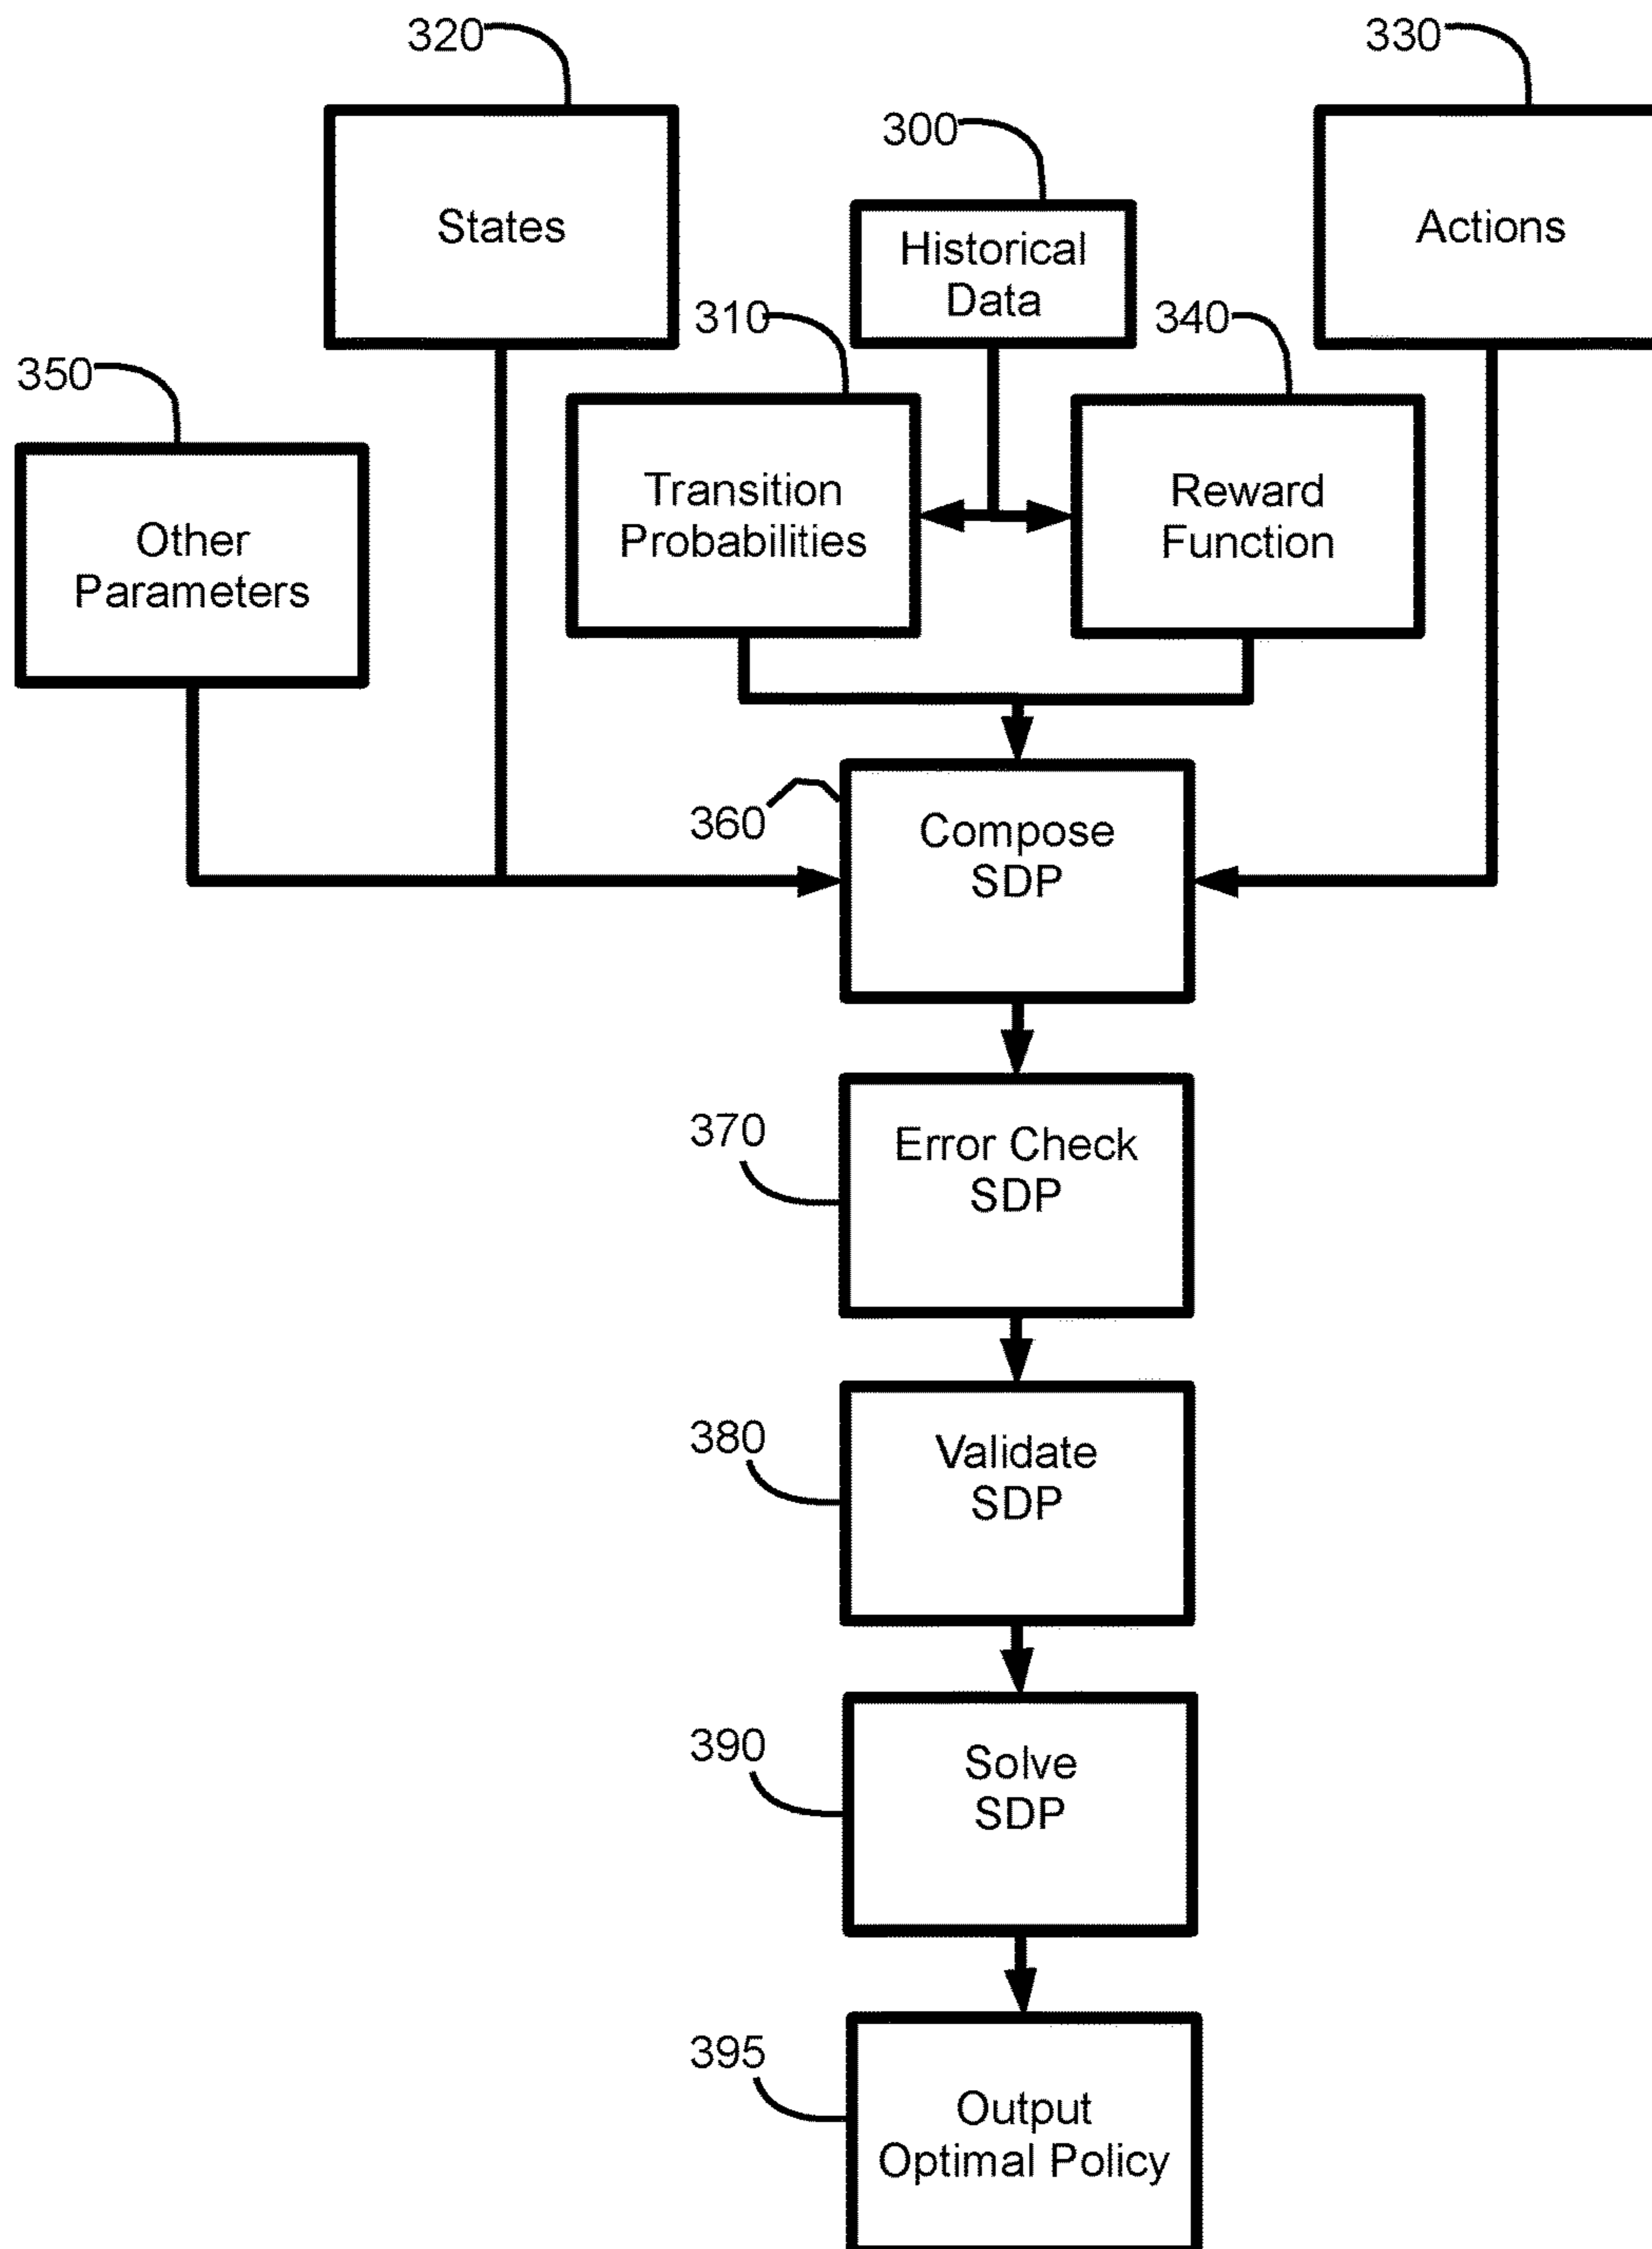 320
330
300
States
Historical
Data
Actions
310
340
350
Transition
Probabilities
Reward
Function
Other
Parameters
360
Compose
SDP
370
Error Check
SDP
380
Validate
SDP
390
Solve
SDP
395
Output
Optimal Policy